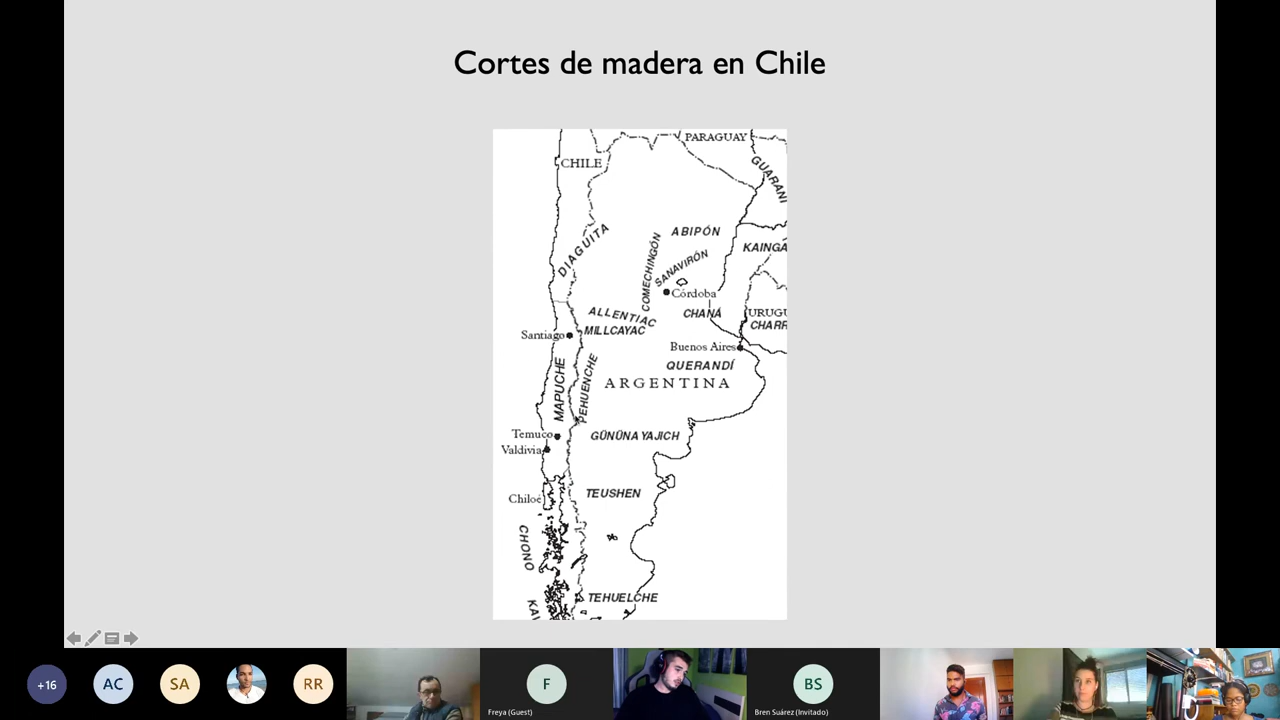 Cortes de madera en Chile
PARAGUAY
CHILE
GUARANÍ
DIAGUITA
ABIPÓN
COMECHINGÓN
SANAVIRÓN
KAINGA
Córdoba
ALLENTIAC
MILLCAYAC
CHANÁ
URUGU
CHARR
Santiago
Buenos Aires
QUERANDÍ
MAPUCHE
PEHUENCHE
ARGENTINA
Temuco
Valdivia
GÜNÜNA YAJICH
Chiloé
TEUSHEN
CHONO
KAI
TEHUELCHE
+16
AC
SA
RR
F
BS
Freya (Guest)
Bren Suárez (Invitado)